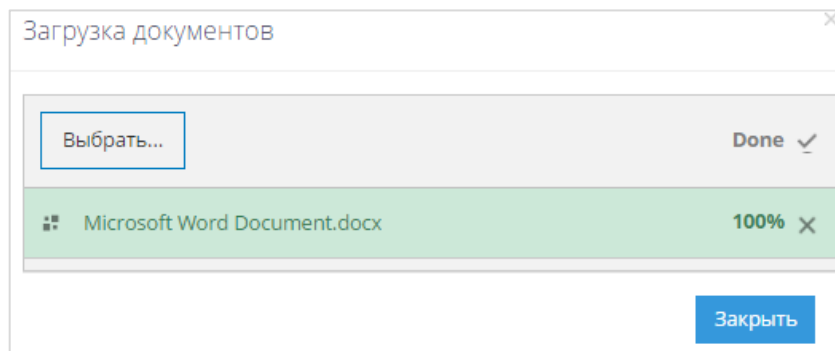 Загрузка документов
Выбрать... Done
Microsoft Word Document.docx 100%
Закрыть